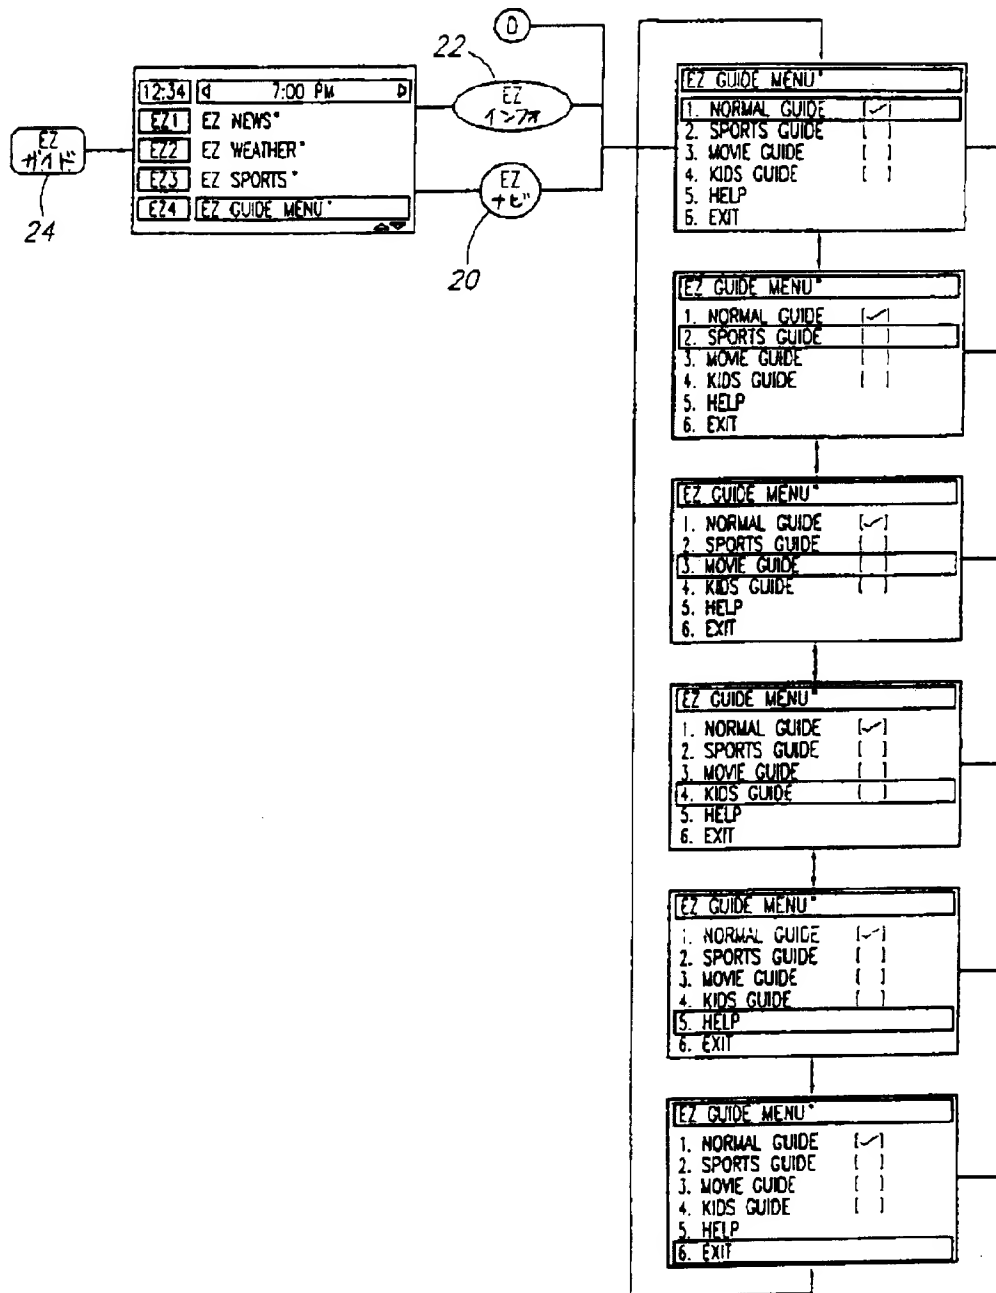 0
22
EZ
インフォ
EZ
ガイド
24
12:34 7:00 PM
EZ1 EZ NEWS*
EZ2 EZ WEATHER*
EZ3 EZ SPORTS*
EZ4 EZ GUIDE MENU*
EZ
ナビ
20
EZ GUIDE MENU*
1. NORMAL GUIDE [✓]
2. SPORTS GUIDE [ ]
3. MOVIE GUIDE [ ]
4. KIDS GUIDE [ ]
5. HELP
6. EXIT
EZ GUIDE MENU*
1. NORMAL GUIDE [✓]
2. SPORTS GUIDE [ ]
3. MOVIE GUIDE [ ]
4. KIDS GUIDE [ ]
5. HELP
6. EXIT
EZ GUIDE MENU*
1. NORMAL GUIDE [✓]
2. SPORTS GUIDE [ ]
3. MOVIE GUIDE [ ]
4. KIDS GUIDE [ ]
5. HELP
6. EXIT
EZ GUIDE MENU*
1. NORMAL GUIDE [✓]
2. SPORTS GUIDE [ ]
3. MOVIE GUIDE [ ]
4. KIDS GUIDE [ ]
5. HELP
6. EXIT
EZ GUIDE MENU*
1. NORMAL GUIDE [✓]
2. SPORTS GUIDE [ ]
3. MOVIE GUIDE [ ]
4. KIDS GUIDE [ ]
5. HELP
6. EXIT
EZ GUIDE MENU*
1. NORMAL GUIDE [✓]
2. SPORTS GUIDE [ ]
3. MOVIE GUIDE [ ]
4. KIDS GUIDE [ ]
5. HELP
6. EXIT